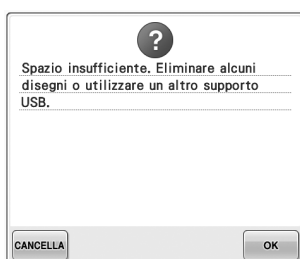 ?
Spazio insufficiente. Eliminare alcuni
disegni o utilizzare un altro supporto
USB.
CANCELLA
OK